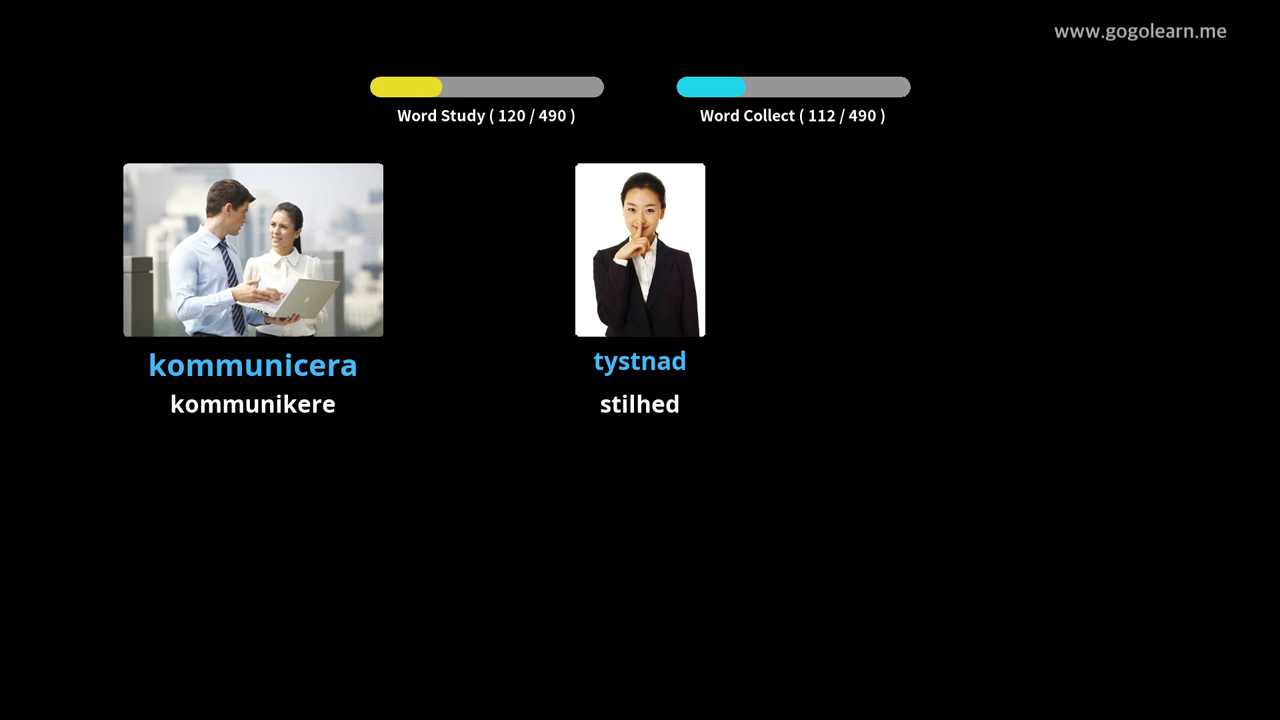 www.gogolearn.me
Word Study ( 120 / 490 )
Word Collect ( 112 / 490 )
kommunicera
kommunikere
tystnad
stilhed